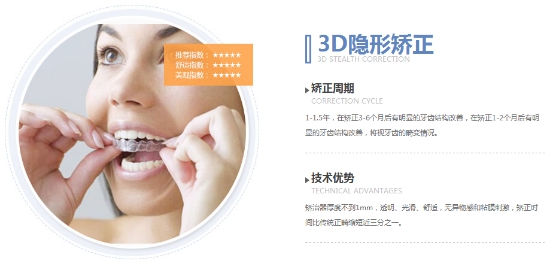 推荐指数：★★★★★
舒适指数：★★★★★
美观指数：★★★★★
3D隐形矫正
3D STEALTH CORRECTION
矫正周期
CORRECTION CYCLE
1-1.5年，在矫正3-6个月后有明显的牙齿结构改善，在矫正1-2个月后有明
显的牙齿结构改善，将视牙齿的畸变情况。
技术优势
TECHNICAL ADVANTAGES
矫治器厚度不到1mm，透明、光滑、舒适，无异物感和粘膜刺激，矫正时
间比传统正畸缩短近三分之一。